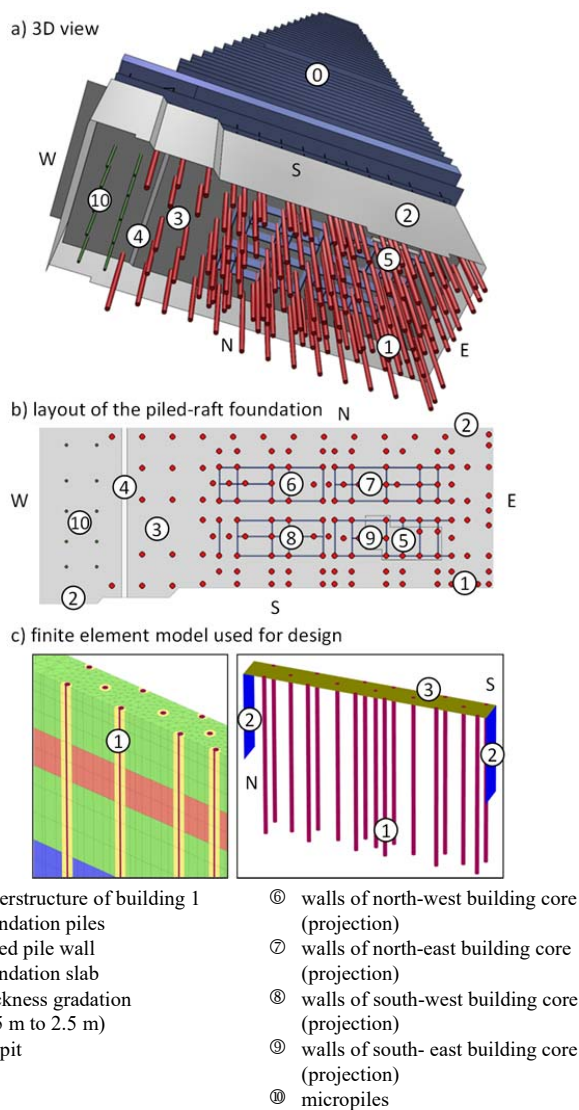 a) 3D view
0
W
S
2
10
3
4
5
N
1
E
b) layout of the piled-raft foundation N
2
6
7
W
4
E
3
10
8
9
5
2
1
S
c) finite element model used for design
1
3
S
2
2
N
1
erstructure of building 1
ndation piles
ed pile wall
ndation slab
ckness gradation
5 m to 2.5 m)
pit
⑥ walls of north-west building core
(projection)
⑦ walls of north-east building core
(projection)
⑧ walls of south-west building core
(projection)
⑨ walls of south- east building core
(projection)
⑩ micropiles